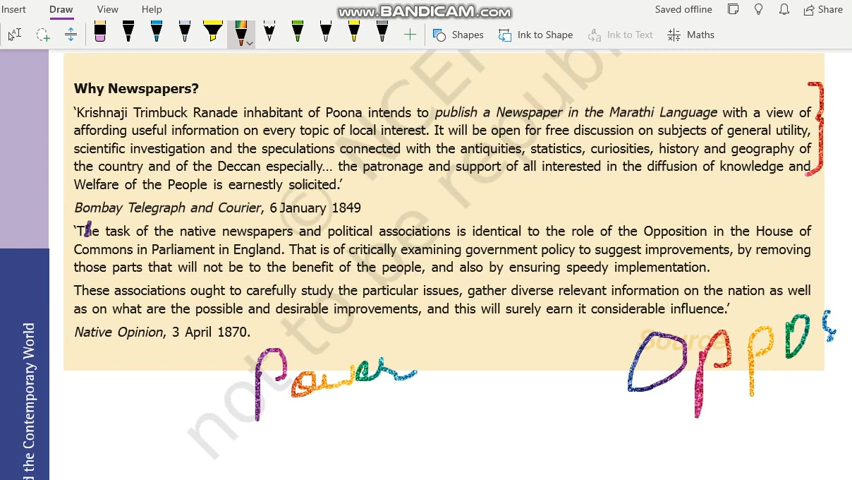 Insert Draw View Help www.BANDICAM.com Saved offline Share
Shapes Ink to Shape Ink to Text Maths
Why Newspapers?
'Krishnaji Trimbuck Ranade inhabitant of Poona intends to publish a Newspaper in the Marathi Language with a view of
affording useful information on every topic of local interest. It will be open for free discussion on subjects of general utility,
scientific investigation and the speculations connected with the antiquities, statistics, curiosities, history and geography of
the country and of the Deccan especially… the patronage and support of all interested in the diffusion of knowledge and
Welfare of the People is earnestly solicited.'
Bombay Telegraph and Courier, 6 January 1849
'The task of the native newspapers and political associations is identical to the role of the Opposition in the House of
Commons in Parliament in England. That is of critically examining government policy to suggest improvements, by removing
those parts that will not be to the benefit of the people, and also by ensuring speedy implementation.
These associations ought to carefully study the particular issues, gather diverse relevant information on the nation as well
as on what are the possible and desirable improvements, and this will surely earn it considerable influence.'
Native Opinion, 3 April 1870.
Source
Power Oppos
nd the Contemporary World
© NCER
not to be republi